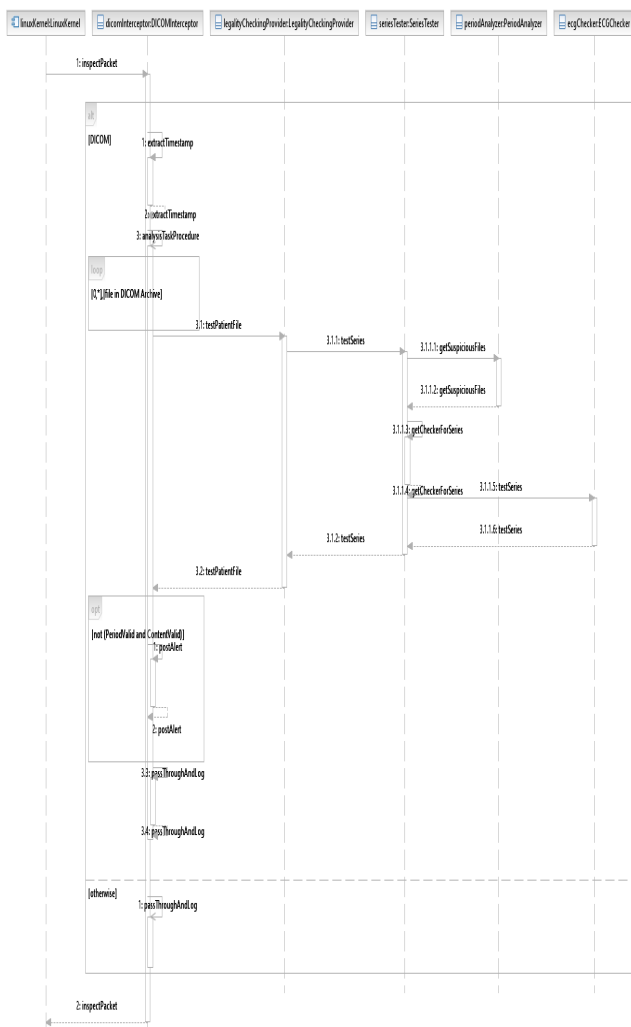 linuxKernel:LinuxKernel
dicomInterceptor:DICOMInterceptor
legalityCheckingProvider:LegalityCheckingProvider
seriesTester:SeriesTester
periodAnalyzer:PeriodAnalyzer
ecgChecker:ECGChecker
1: inspectPacket
alt
[DICOM]
1: extractTimestamp
2: extractTimestamp
3: analysisTaskProcedure
loop
[0,*],[file in DICOM Archive]
3.1: testPatientFile
3.1.1: testSeries
3.1.1.1: getSuspiciousFiles
3.1.1.2: getSuspiciousFiles
3.1.1.3: getCheckerForSeries
3.1.1.4: getCheckerForSeries
3.1.1.5: testSeries
3.1.1.6: testSeries
3.1.2: testSeries
3.2: testPatientFile
opt
[not (PeriodValid and ContentValid)]
1: postAlert
2: postAlert
3.3: passThroughAndLog
3.4: passThroughAndLog
[otherwise]
1: passThroughAndLog
2: inspectPacket